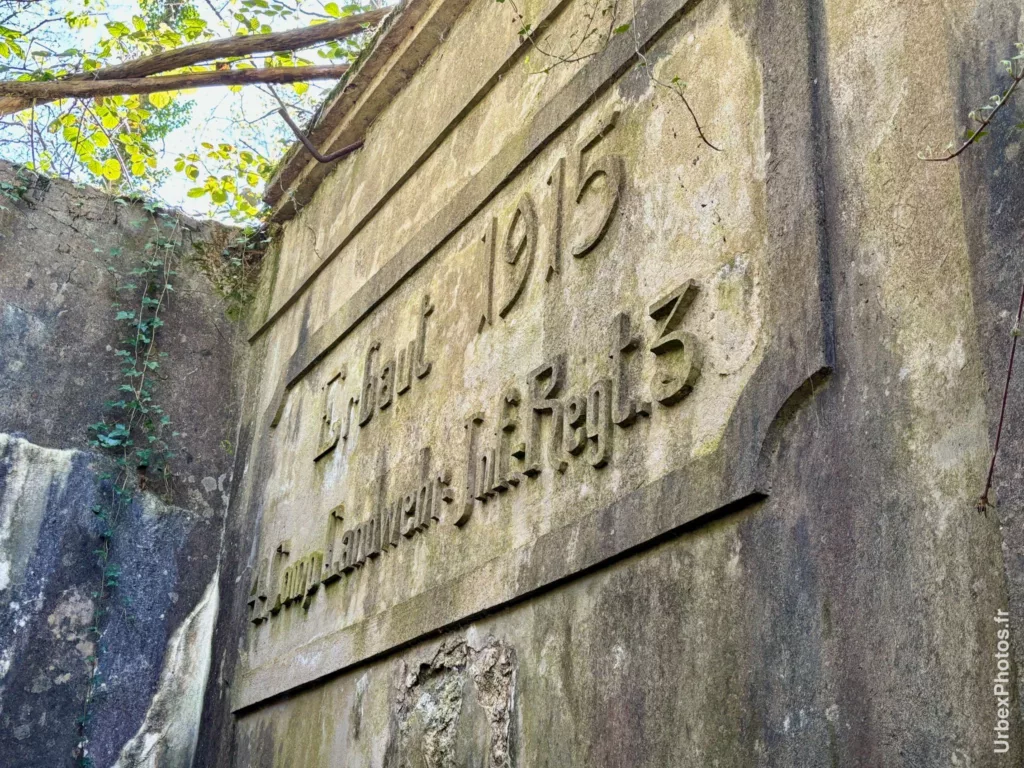 Erbaut 1915
4. Comp. Landwehr-Inf. Regt. 3
UrbexPhotos.fr